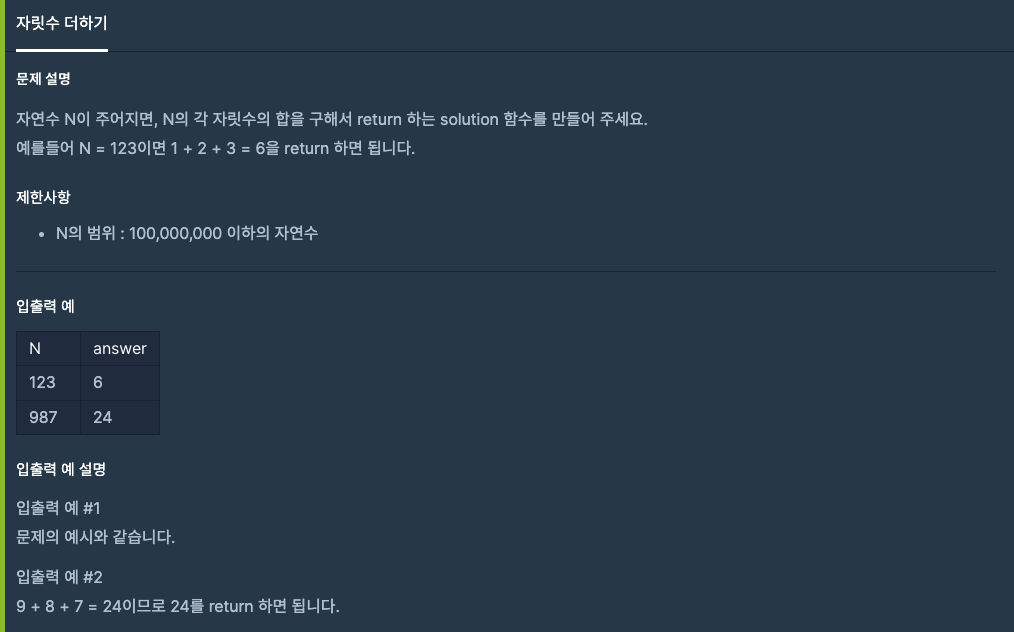 자릿수 더하기
문제 설명
자연수 N이 주어지면, N의 각 자릿수의 합을 구해서 return 하는 solution 함수를 만들어 주세요.
예를들어 N = 123이면 1 + 2 + 3 = 6을 return 하면 됩니다.
제한사항
• N의 범위 : 100,000,000 이하의 자연수
입출력 예
N answer
123 6
987 24
입출력 예 설명
입출력 예 #1
문제의 예시와 같습니다.
입출력 예 #2
9 + 8 + 7 = 24이므로 24를 return 하면 됩니다.